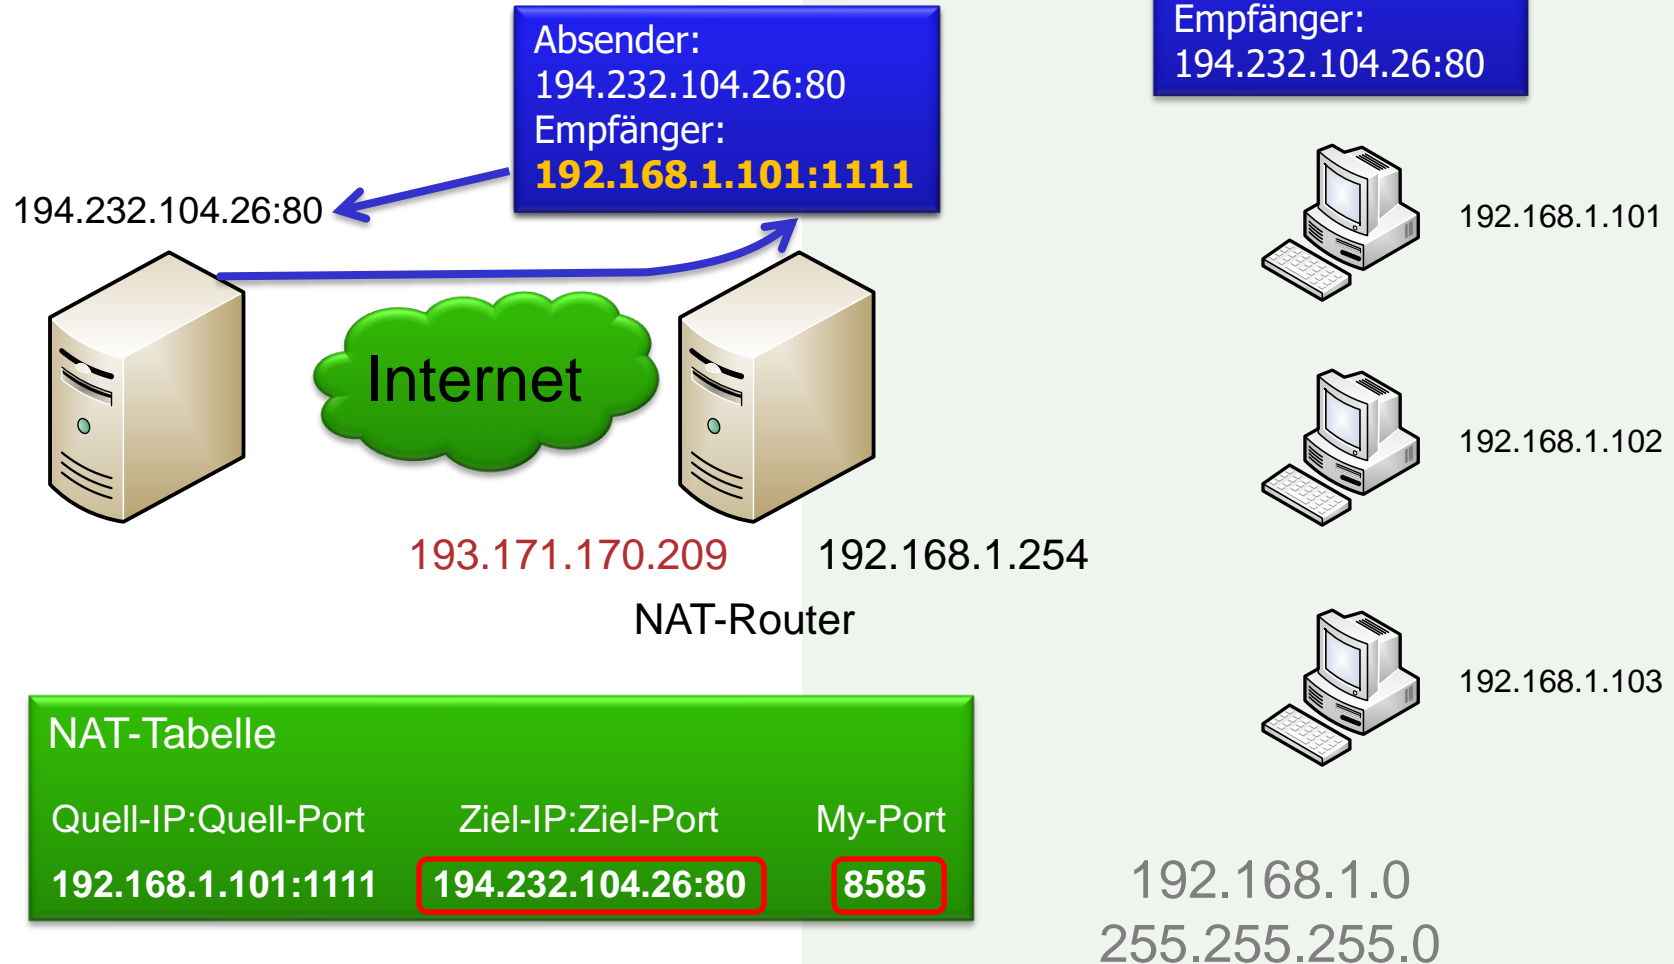 Absender:
194.232.104.26:80
Empfänger:
192.168.1.101:1111
Empfänger:
194.232.104.26:80
194.232.104.26:80
192.168.1.101
Internet
192.168.1.102
193.171.170.209
192.168.1.254
NAT-Router
192.168.1.103
NAT-Tabelle
Quell-IP:Quell-Port Ziel-IP:Ziel-Port My-Port
192.168.1.101:1111 194.232.104.26:80 8585
192.168.1.0
255.255.255.0